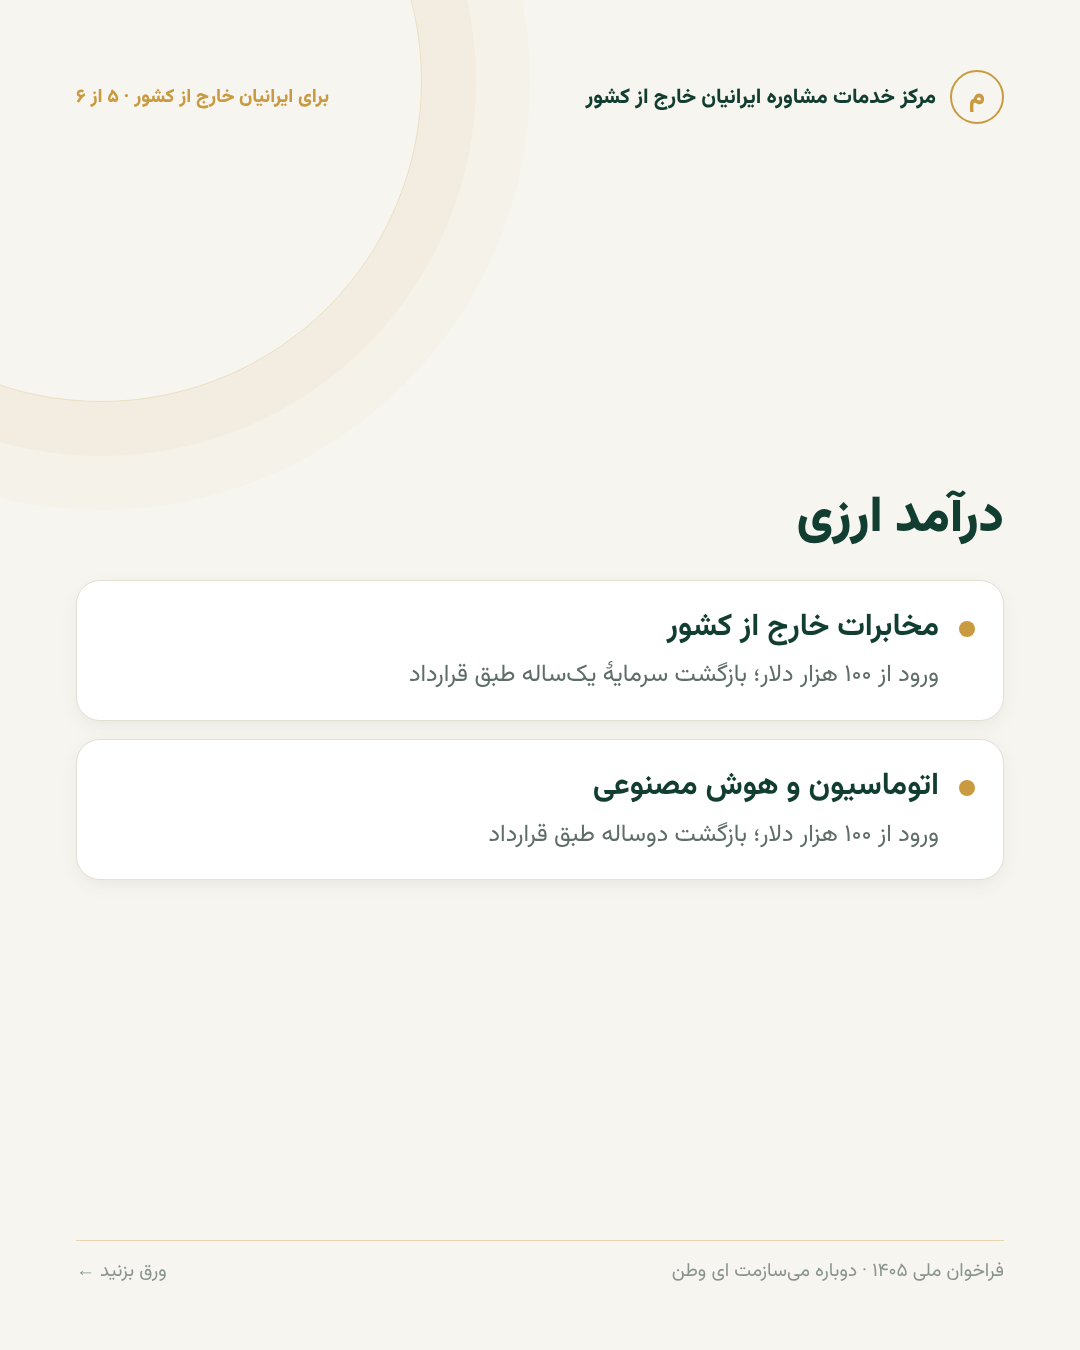 م
مرکز خدمات مشاوره ایرانیان خارج از کشور
برای ایرانیان خارج از کشور · ۵ از ۶
درآمد ارزی
مخابرات خارج از کشور
ورود از ۱۰۰ هزار دلار؛ بازگشت سرمایهٔ یک‌ساله طبق قرارداد
اتوماسیون و هوش مصنوعی
ورود از ۱۰۰ هزار دلار؛ بازگشت دوساله طبق قرارداد
فراخوان ملی ۱۴۰۵ · دوباره می‌سازمت ای وطن
ورق بزنید ←